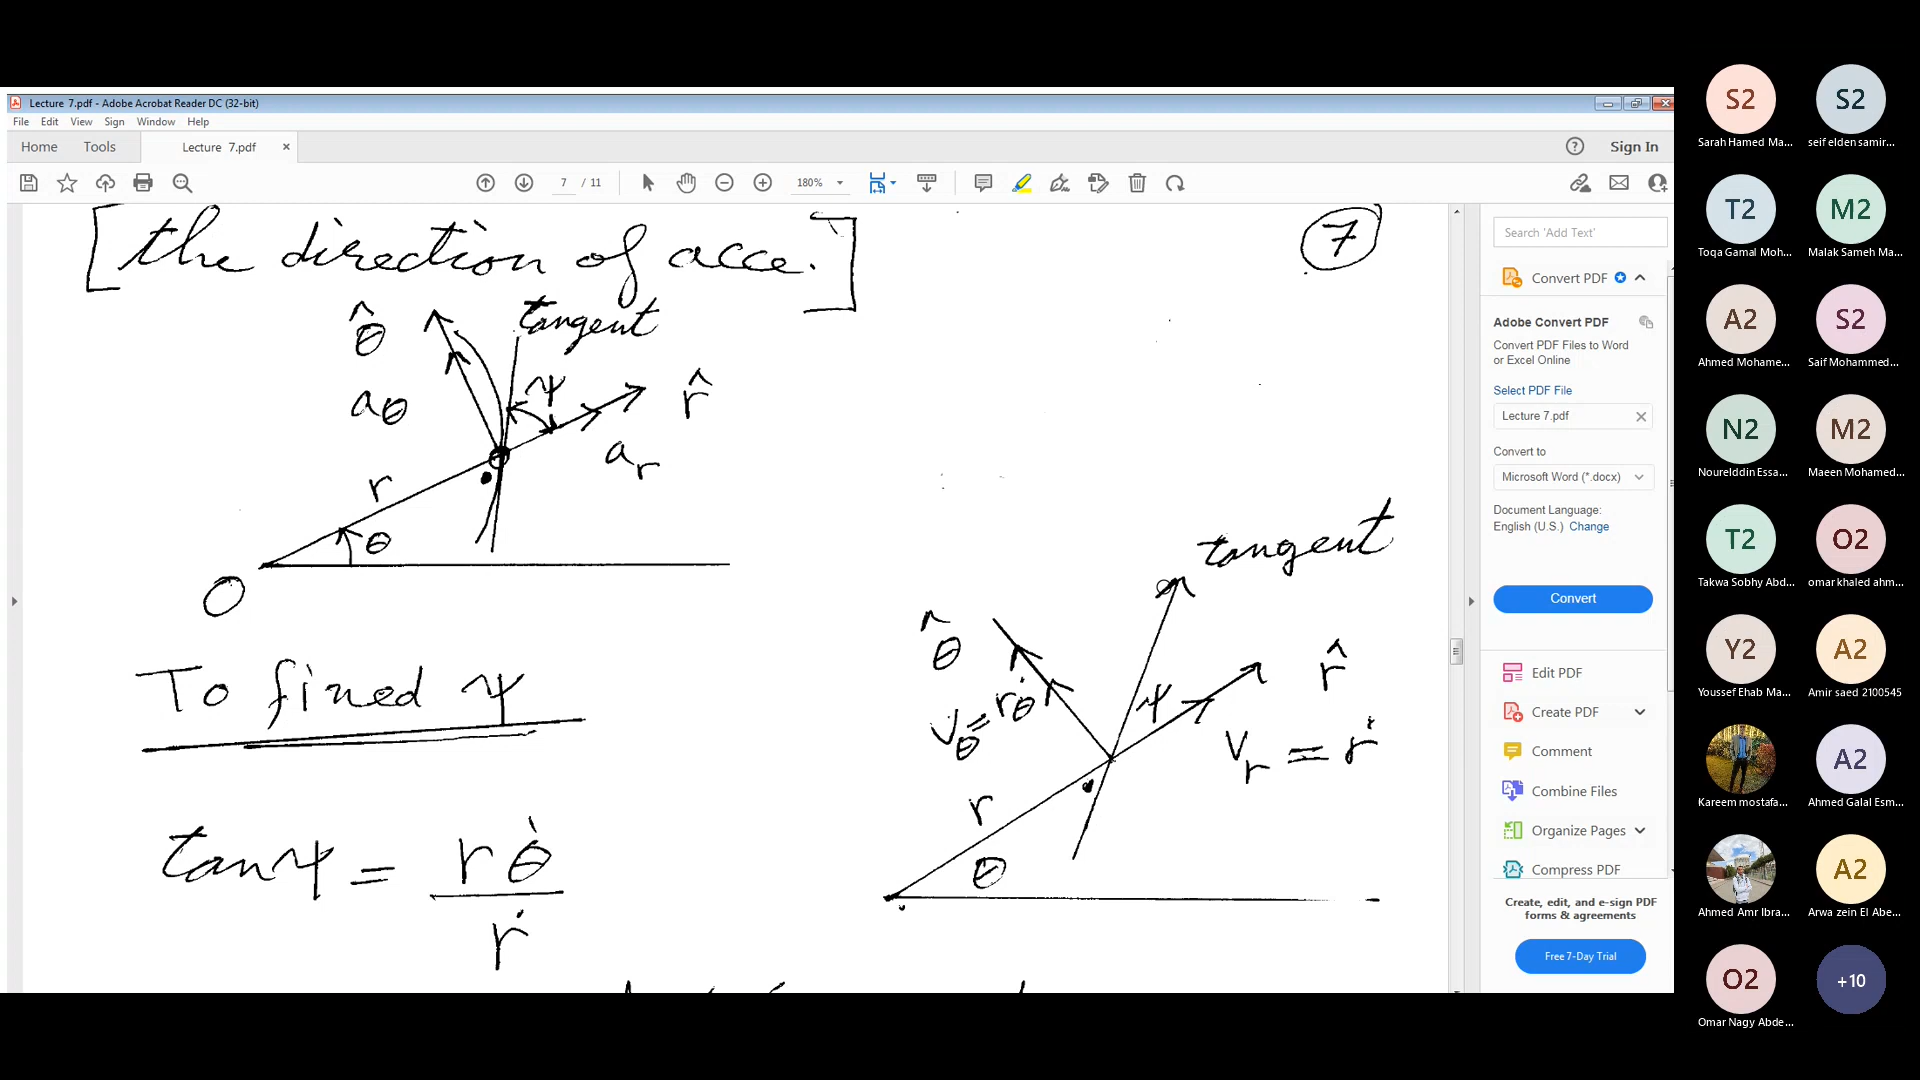 Lecture 7.pdf - Adobe Acrobat Reader DC (32-bit)
File Edit View Sign Window Help
Home Tools Lecture 7.pdf × Sign In
7 / 11 180%
[the direction of acce.] 7
θ̂ tangent
ψ
a_θ r̂
a_r
r
θ
O
tangent
θ̂
r̂
ψ
V_θ = rθ̇
V_r = ṙ
r
θ
To fined ψ
tan ψ = rθ̇ / ṙ
Search 'Add Text'
Convert PDF
Adobe Convert PDF
Convert PDF Files to Word
or Excel Online
Select PDF File
Lecture 7.pdf
Convert to
Microsoft Word (*.docx)
Document Language:
English (U.S.) Change
Convert
Edit PDF
Create PDF
Comment
Combine Files
Organize Pages
Compress PDF
Create, edit, and e-sign PDF
forms & agreements
Free 7-Day Trial
S2 S2
Sarah Hamed Ma... seif elden samir...
T2 M2
Toqa Gamal Moh... Malak Sameh Ma...
A2 S2
Ahmed Mohame... Saif Mohammed...
N2 M2
Nourelddin Essa... Maeen Mohamed...
T2 O2
Takwa Sobhy Abd... omar khaled ahm...
Y2 A2
Youssef Ehab Ma... Amir saed 2100545
A2
Kareem mostafa... Ahmed Galal Esm...
A2
Ahmed Amr Ibra... Arwa zein El Abe...
O2 +10
Omar Nagy Abde...